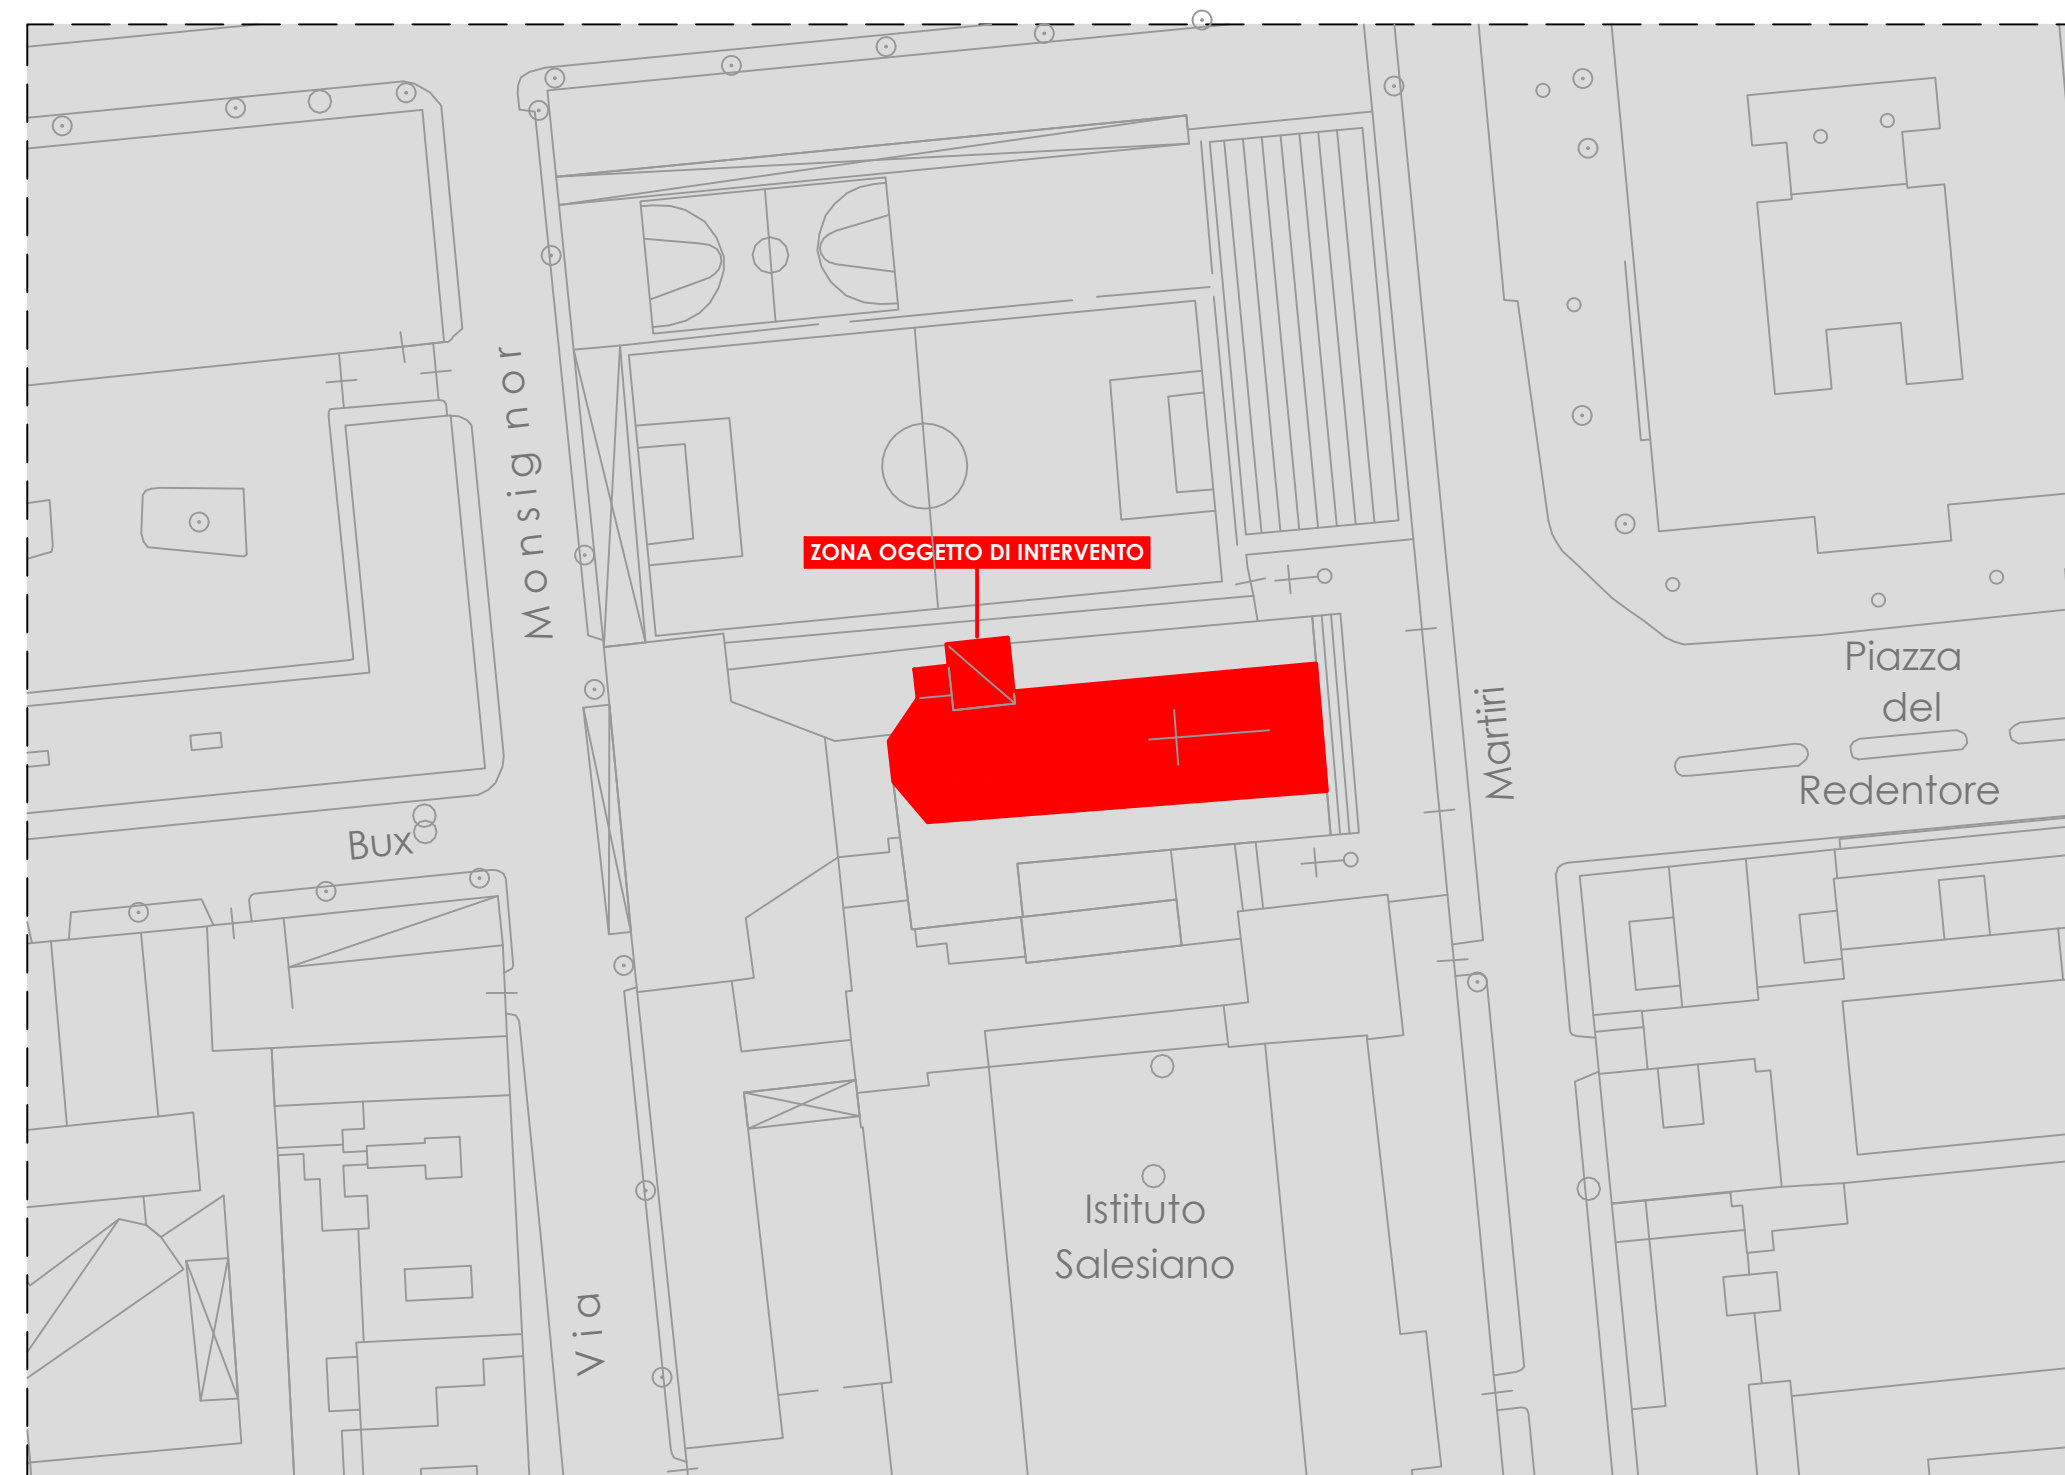 Monsignor
ZONA OGGETTO DI INTERVENTO
Piazza
del
Redentore
Martiri
Bux
Istituto
Salesiano
Via